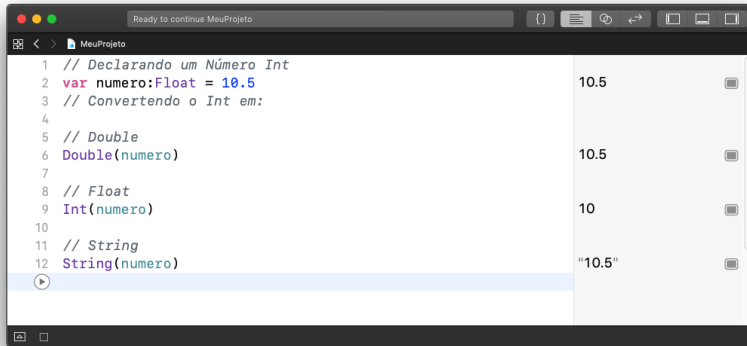 Ready to continue MeuProjeto
{}
MeuProjeto
1 // Declarando um Número Int
2 var numero:Float = 10.5 10.5
3 // Convertendo o Int em:
4
5 // Double
6 Double(numero) 10.5
7
8 // Float
9 Int(numero) 10
10
11 // String
12 String(numero) "10.5"